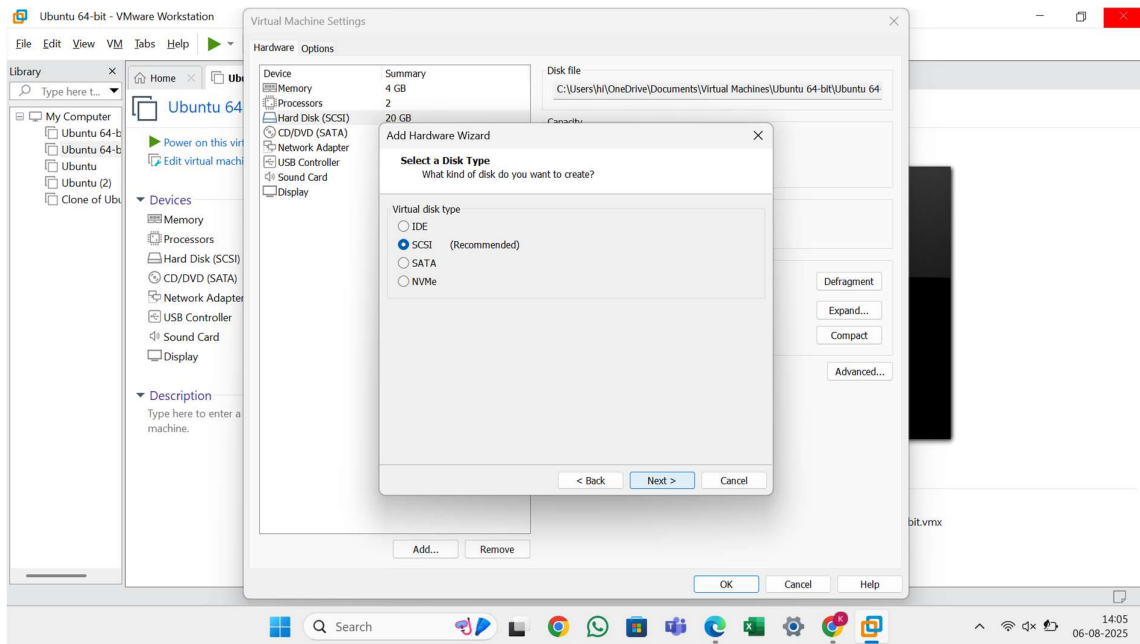 Ubuntu 64-bit - VMware Workstation
File Edit View VM Tabs Help
Library
Type here t...
My Computer
Ubuntu 64-b
Ubuntu 64-b
Ubuntu
Ubuntu (2)
Clone of Ubu
Home
Ubu
Ubuntu 64
Power on this virt
Edit virtual machi
Devices
Memory
Processors
Hard Disk (SCSI)
CD/DVD (SATA)
Network Adapter
USB Controller
Sound Card
Display
Description
Type here to enter a
machine.
Virtual Machine Settings
Hardware Options
Device Summary
Memory 4 GB
Processors 2
Hard Disk (SCSI) 20 GB
CD/DVD (SATA)
Network Adapter
USB Controller
Sound Card
Display
Disk file
C:\Users\hi\OneDrive\Documents\Virtual Machines\Ubuntu 64-bit\Ubuntu 64-
Capacity
Add Hardware Wizard
Select a Disk Type
What kind of disk do you want to create?
Virtual disk type
IDE
SCSI (Recommended)
SATA
NVMe
< Back Next > Cancel
Defragment
Expand...
Compact
Advanced...
Add... Remove
OK Cancel Help
bit.vmx
Search
K
14:05
06-08-2025